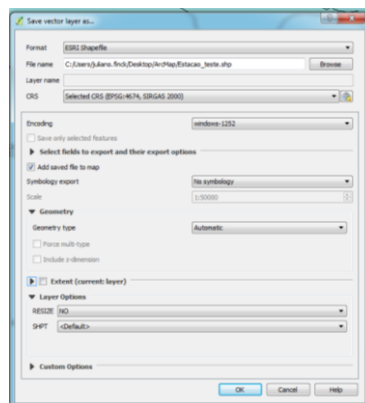 Save vector layer as...
Format ESRI Shapefile
File name C:/Users/juliano.finck/Desktop/ArcMap/Estacao_teste.shp Browse
Layer name
CRS Selected CRS (EPSG:4674, SIRGAS 2000)
Encoding windows-1252
Save only selected features
Select fields to export and their export options
Add saved file to map
Symbology export No symbology
Scale 1:50000
Geometry
Geometry type Automatic
Force multi-type
Include z-dimension
Extent (current: layer)
Layer Options
RESIZE NO
SHPT <Default>
Custom Options
OK Cancel Help